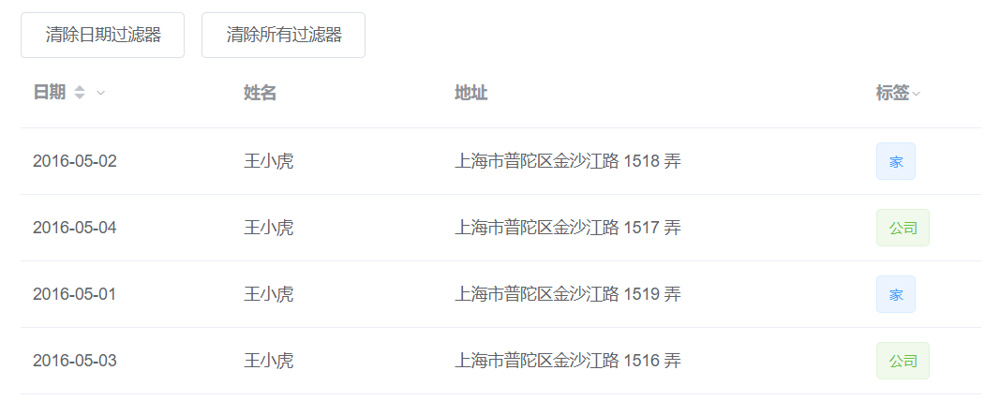 清除日期过滤器 清除所有过滤器
日期 姓名 地址 标签
2016-05-02 王小虎 上海市普陀区金沙江路 1518 弄 家
2016-05-04 王小虎 上海市普陀区金沙江路 1517 弄 公司
2016-05-01 王小虎 上海市普陀区金沙江路 1519 弄 家
2016-05-03 王小虎 上海市普陀区金沙江路 1516 弄 公司